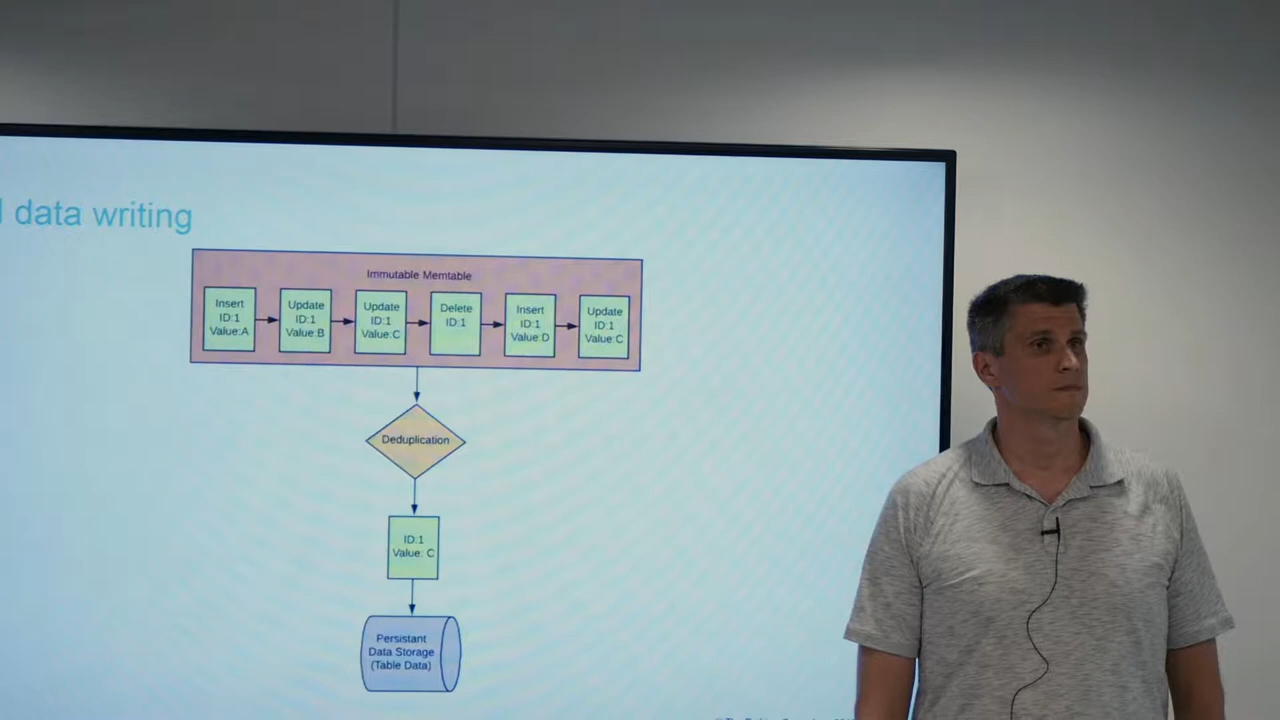 data writing
Immutable Memtable
Insert
ID:1
Value:A
Update
ID:1
Value:B
Update
ID:1
Value:C
Delete
ID:1
Insert
ID:1
Value:D
Update
ID:1
Value:C
Deduplication
ID:1
Value: C
Persistant
Data Storage
(Table Data)